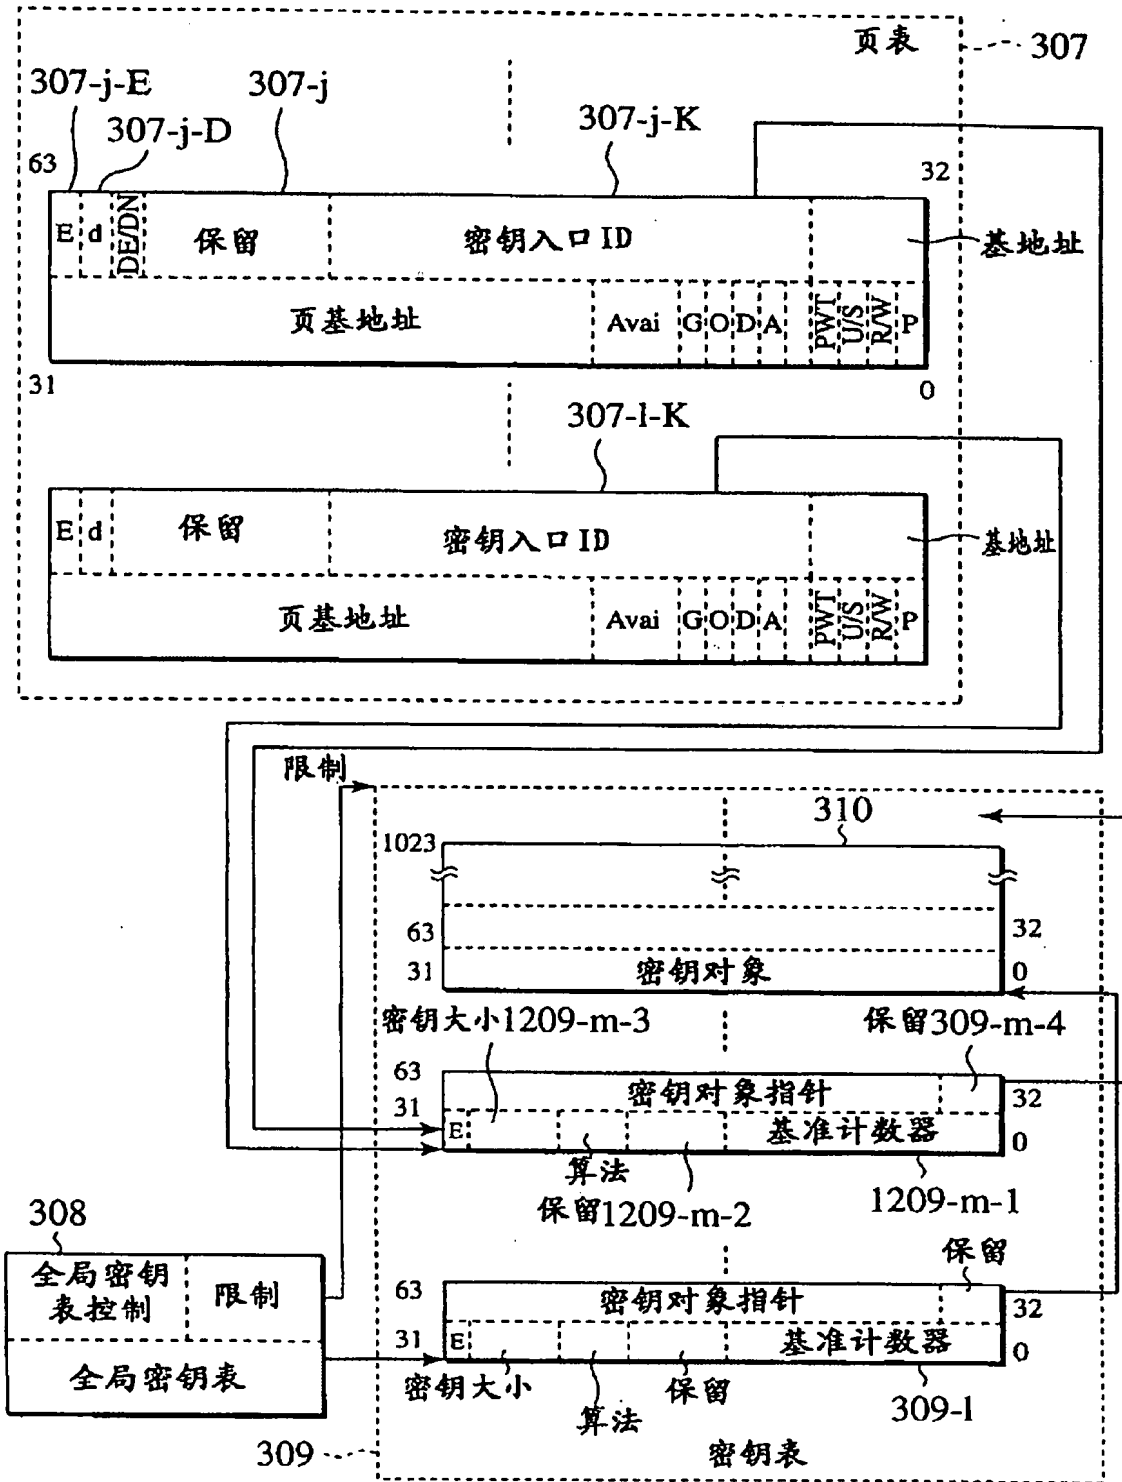 页表
307
307-j-E
307-j
307-j-D
307-j-K
63
32
E
d
DE/DN
保留
密钥入口ID
基地址
页基地址
Avai
G
O
D
A
PWT
U/S
R/W
P
31
0
307-l-K
E
d
保留
密钥入口ID
基地址
页基地址
Avai
G
O
D
A
PWT
U/S
R/W
P
限制
310
1023
63
32
31
密钥对象
0
密钥大小1209-m-3
保留309-m-4
63
密钥对象指针
32
31
E
基准计数器
0
算法
保留1209-m-2
1209-m-1
308
保留
全局密钥
表控制
限制
63
密钥对象指针
32
31
E
基准计数器
0
全局密钥表
密钥大小
算法
保留
309-l
309
密钥表